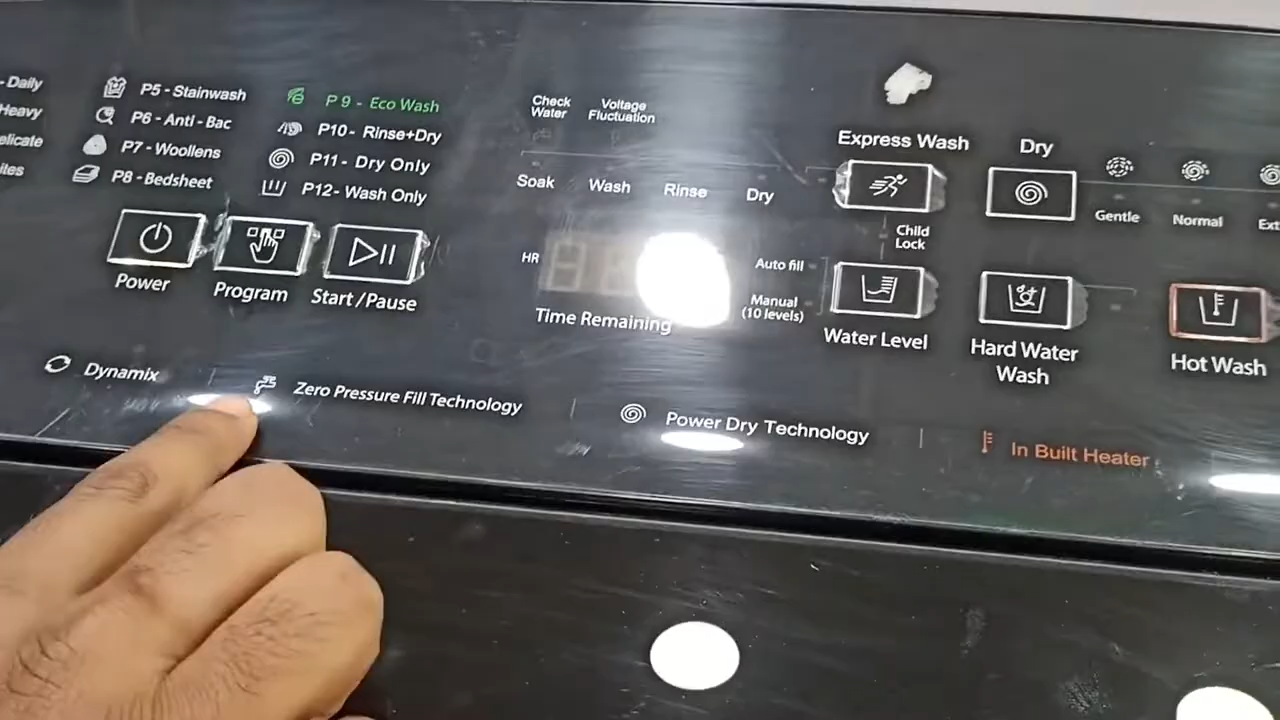 - Daily
Heavy
elicate
ites
P5 - Stainwash
P6 - Anti - Bac
P7 - Woollens
P8 - Bedsheet
P 9 - Eco Wash
P10 - Rinse+Dry
P11 - Dry Only
P12 - Wash Only
Power
Program
Start / Pause
Check
Water
Voltage
Fluctuation
Soak
Wash
Rinse
Dry
HR
Time Remaining
Auto fill
Manual
(10 levels)
Express Wash
Child
Lock
Water Level
Dry
Gentle
Normal
Ext
Hard Water
Wash
Hot Wash
Dynamix
Zero Pressure Fill Technology
Power Dry Technology
In Built Heater